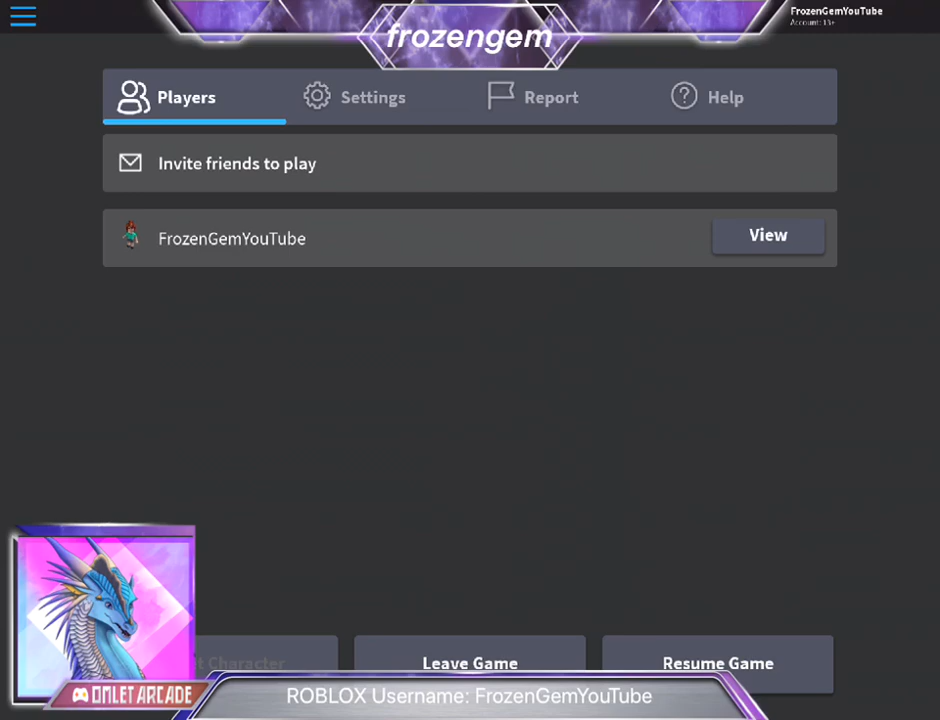 FrozenGemYouTube
Account: 13+
frozengem
Players Settings Report Help
Invite friends to play
FrozenGemYouTube View
Character Leave Game Resume Game
OMLET ARCADE
ROBLOX Username: FrozenGemYouTube